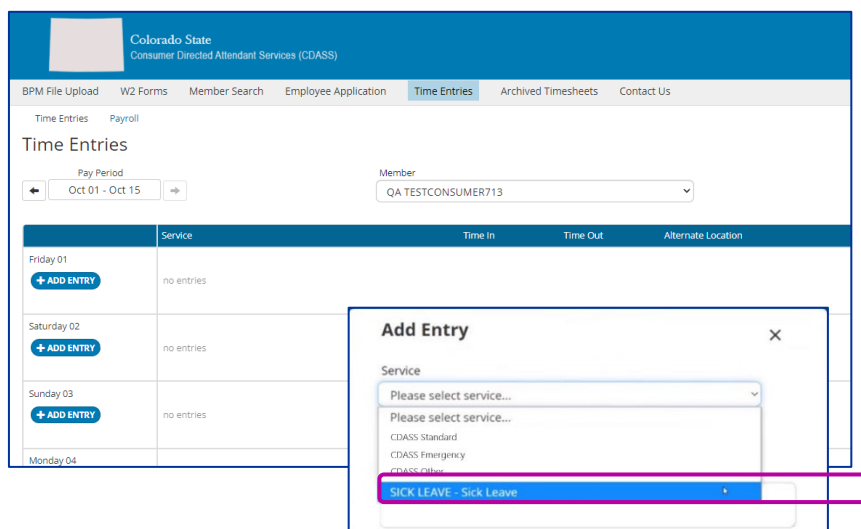 Colorado State
Consumer Directed Attendant Services (CDASS)
BPM File Upload W2 Forms Member Search Employee Application Time Entries Archived Timesheets Contact Us
Time Entries Payroll
Time Entries
Pay Period Member
Oct 01 - Oct 15 QA TESTCONSUMER713
Service Time In Time Out Alternate Location
Friday 01
+ ADD ENTRY no entries
Saturday 02
+ ADD ENTRY no entries
Sunday 03
+ ADD ENTRY no entries
Monday 04
Add Entry
Service
Please select service...
Please select service...
CDASS Standard
CDASS Emergency
CDASS Other
SICK LEAVE - Sick Leave